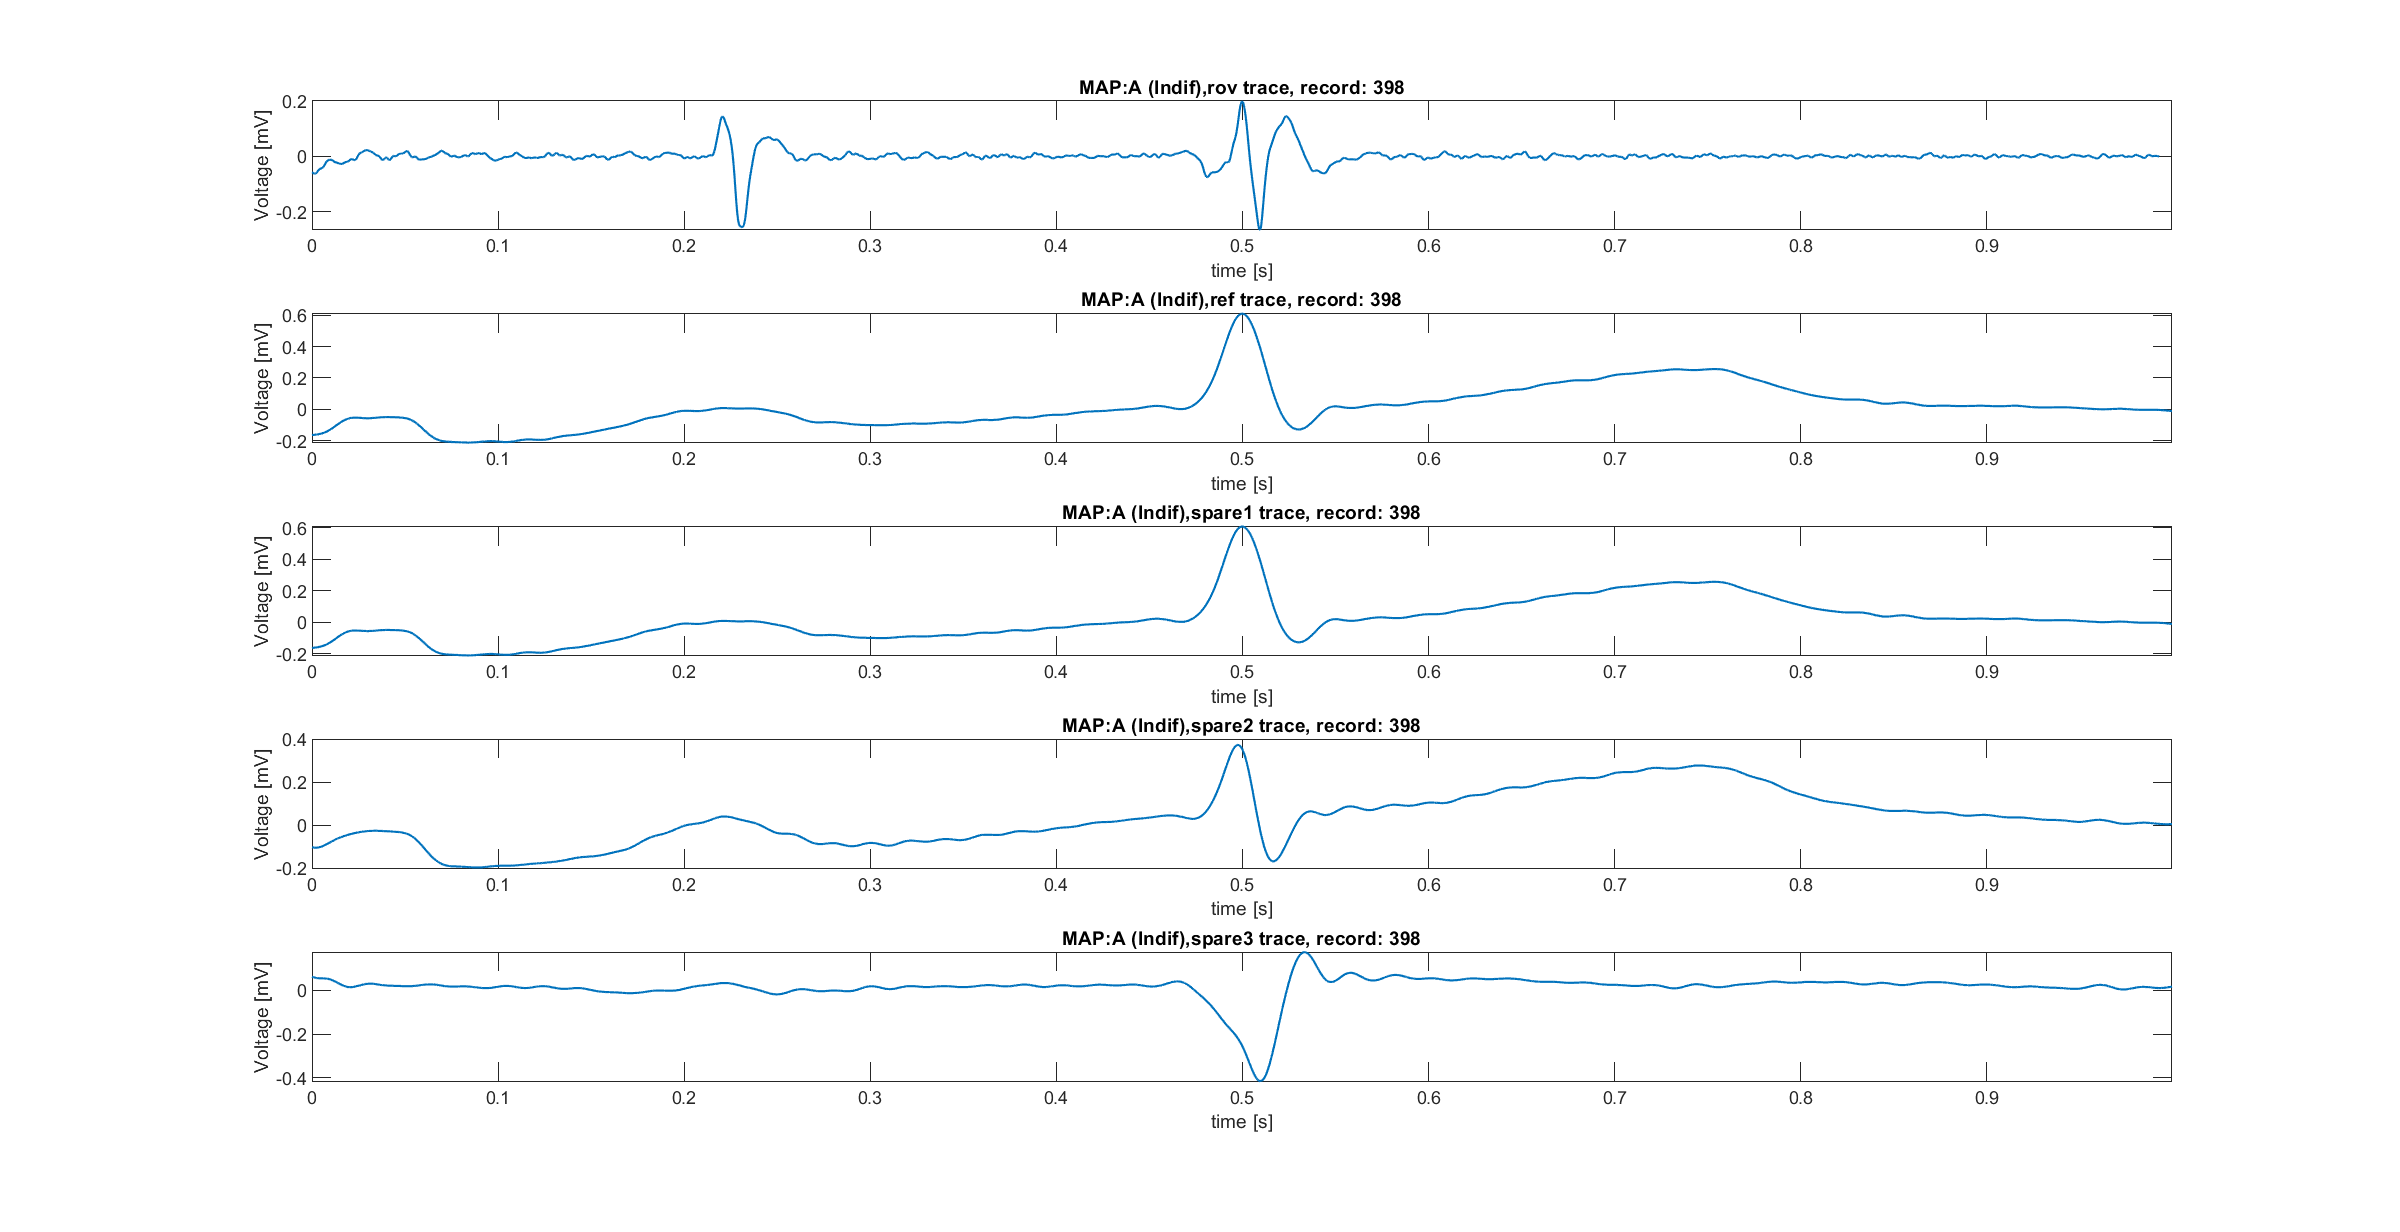 MAP:A (Indif),rov trace, record: 398
Voltage [mV]
0.2
0
-0.2
0 0.1 0.2 0.3 0.4 0.5 0.6 0.7 0.8 0.9
time [s]
MAP:A (Indif),ref trace, record: 398
Voltage [mV]
0.6
0.4
0.2
0
-0.2
0 0.1 0.2 0.3 0.4 0.5 0.6 0.7 0.8 0.9
time [s]
MAP:A (Indif),spare1 trace, record: 398
Voltage [mV]
0.6
0.4
0.2
0
-0.2
0 0.1 0.2 0.3 0.4 0.5 0.6 0.7 0.8 0.9
time [s]
MAP:A (Indif),spare2 trace, record: 398
Voltage [mV]
0.4
0.2
0
-0.2
0 0.1 0.2 0.3 0.4 0.5 0.6 0.7 0.8 0.9
time [s]
MAP:A (Indif),spare3 trace, record: 398
Voltage [mV]
0
-0.2
-0.4
0 0.1 0.2 0.3 0.4 0.5 0.6 0.7 0.8 0.9
time [s]